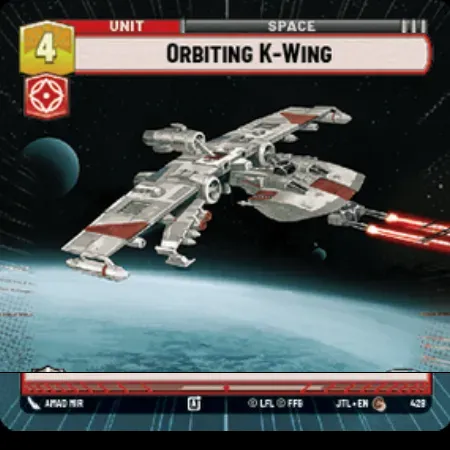 UNIT
SPACE
4
ORBITING K-WING
AMAD MIR
Ⓛ LFL Ⓟ FFG
JTL • EN
428